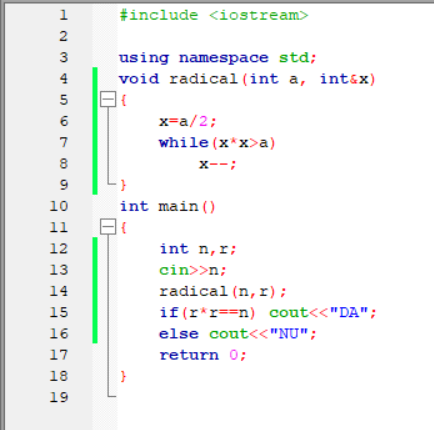 1 #include <iostream>
2
3 using namespace std;
4 void radical(int a, int&x)
5 {
6 x=a/2;
7 while(x*x>a)
8 x--;
9 }
10 int main()
11 {
12 int n,r;
13 cin>>n;
14 radical(n,r);
15 if(r*r==n) cout<<"DA";
16 else cout<<"NU";
17 return 0;
18 }
19